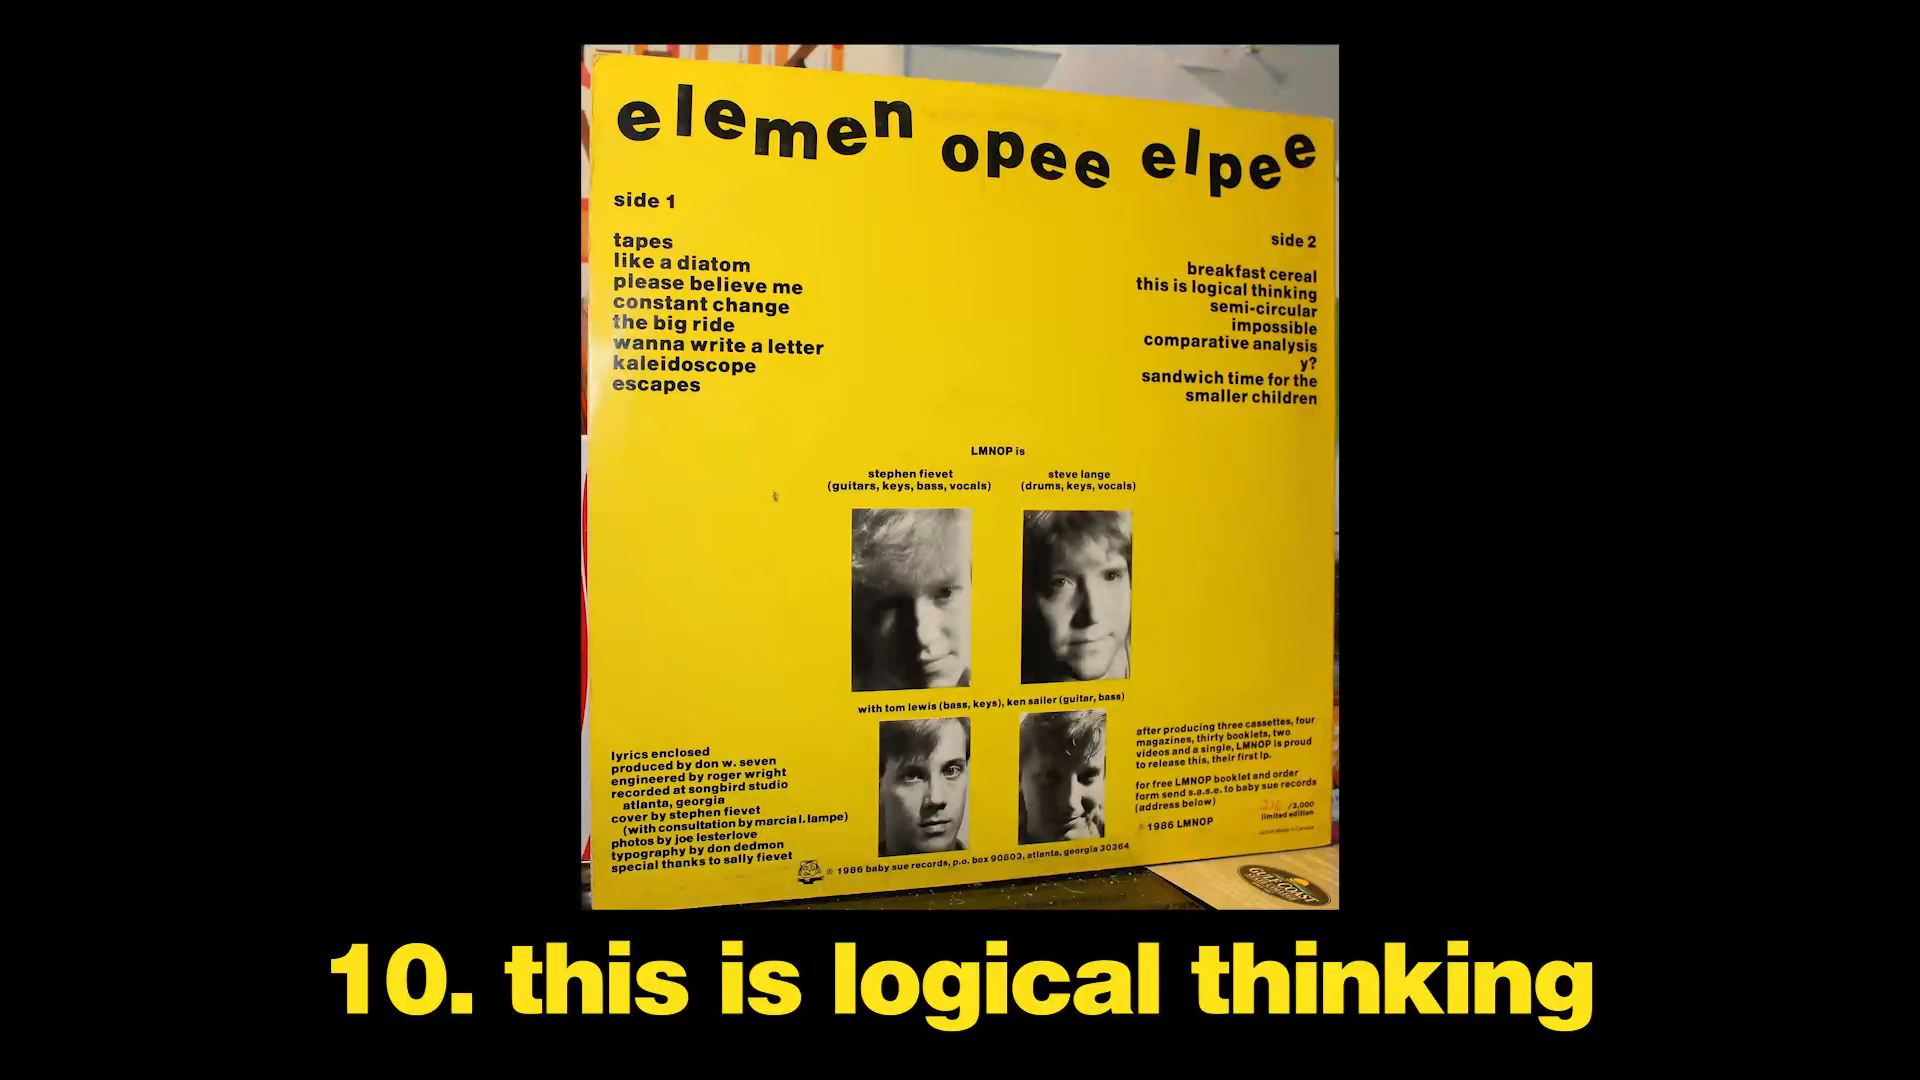 elemen opee elpee
side 1
tapes
like a diatom
please believe me
constant change
the big ride
wanna write a letter
kaleidoscope
escapes
side 2
breakfast cereal
this is logical thinking
semi-circular
impossible
comparative analysis
y?
sandwich time for the
smaller children
LMNOP is
stephen fievet
(guitars, keys, bass, vocals)
steve lange
(drums, keys, vocals)
with tom lewis (bass, keys), ken sailer (guitar, bass)
lyrics enclosed
produced by don w. seven
engineered by roger wright
recorded at songbird studio
atlanta, georgia
cover by stephen fievet
(with consultation by marcia l. lampe)
photos by joe lesterlove
typography by don dedmon
special thanks to sally fievet
℗ 1986 baby sue records, p.o. box 90803, atlanta, georgia 30364
after producing three cassettes, four
magazines, thirty booklets, two
videos and a single, LMNOP is proud
to release this, their first lp.
for free LMNOP booklet and order
form send s.a.s.e. to baby sue records
(address below)
/3,000
limited edition
© 1986 LMNOP
GULF COAST
10. this is logical thinking